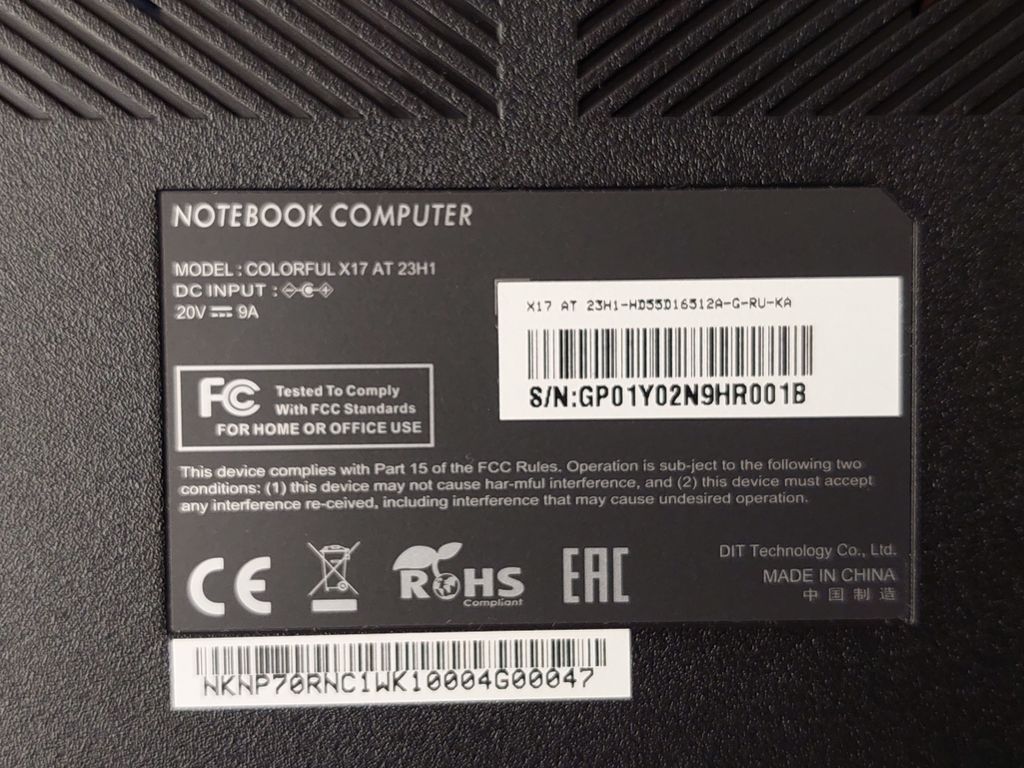 NOTEBOOK COMPUTER
MODEL : COLORFUL X17 AT 23H1
DC INPUT :
20V 9A
X17 AT 23H1-HD55D16512A-G-RU-KA
S/N:GP01Y02N9HR001B
FC Tested To Comply
With FCC Standards
FOR HOME OR OFFICE USE
This device complies with Part 15 of the FCC Rules. Operation is sub-ject to the following two
conditions: (1) this device may not cause har-mful interference, and (2) this device must accept
any interference re-ceived, including interference that may cause undesired operation.
CE
RoHS
Compliant
EAC
DIT Technology Co., Ltd.
MADE IN CHINA
中国制造
NKNP70RNC1WK10004G00047